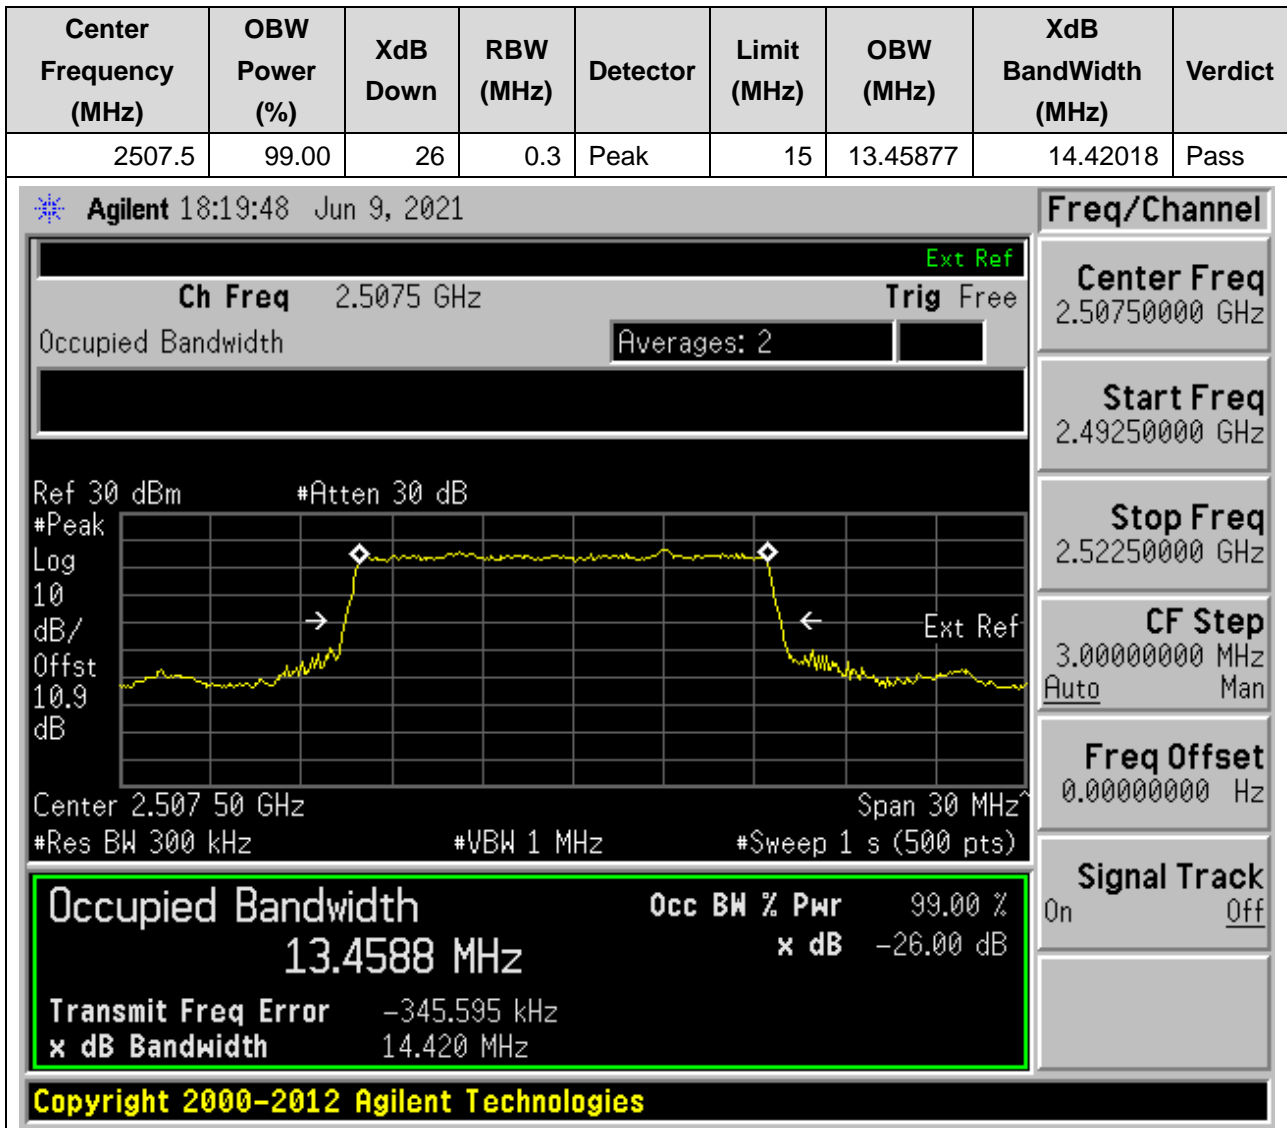 Center Frequency (MHz) OBW Power (%) XdB Down RBW (MHz) Detector Limit (MHz) OBW (MHz) XdB BandWidth (MHz) Verdict
2507.5 99.00 26 0.3 Peak 15 13.45877 14.42018 Pass
Agilent 18:19:48 Jun 9, 2021
Freq/Channel
Ext Ref
Ch Freq 2.5075 GHz Trig Free
Occupied Bandwidth Averages: 2
Ref 30 dBm #Atten 30 dB
#Peak
Log
10
dB/
Offst
10.9
dB
Ext Ref
Center 2.507 50 GHz Span 30 MHz^
#Res BW 300 kHz #VBW 1 MHz #Sweep 1 s (500 pts)
Occupied Bandwidth Occ BW % Pwr 99.00 %
13.4588 MHz x dB -26.00 dB
Transmit Freq Error -345.595 kHz
x dB Bandwidth 14.420 MHz
Center Freq
2.50750000 GHz
Start Freq
2.49250000 GHz
Stop Freq
2.52250000 GHz
CF Step
3.00000000 MHz
Auto Man
Freq Offset
0.00000000 Hz
Signal Track
On Off
Copyright 2000-2012 Agilent Technologies